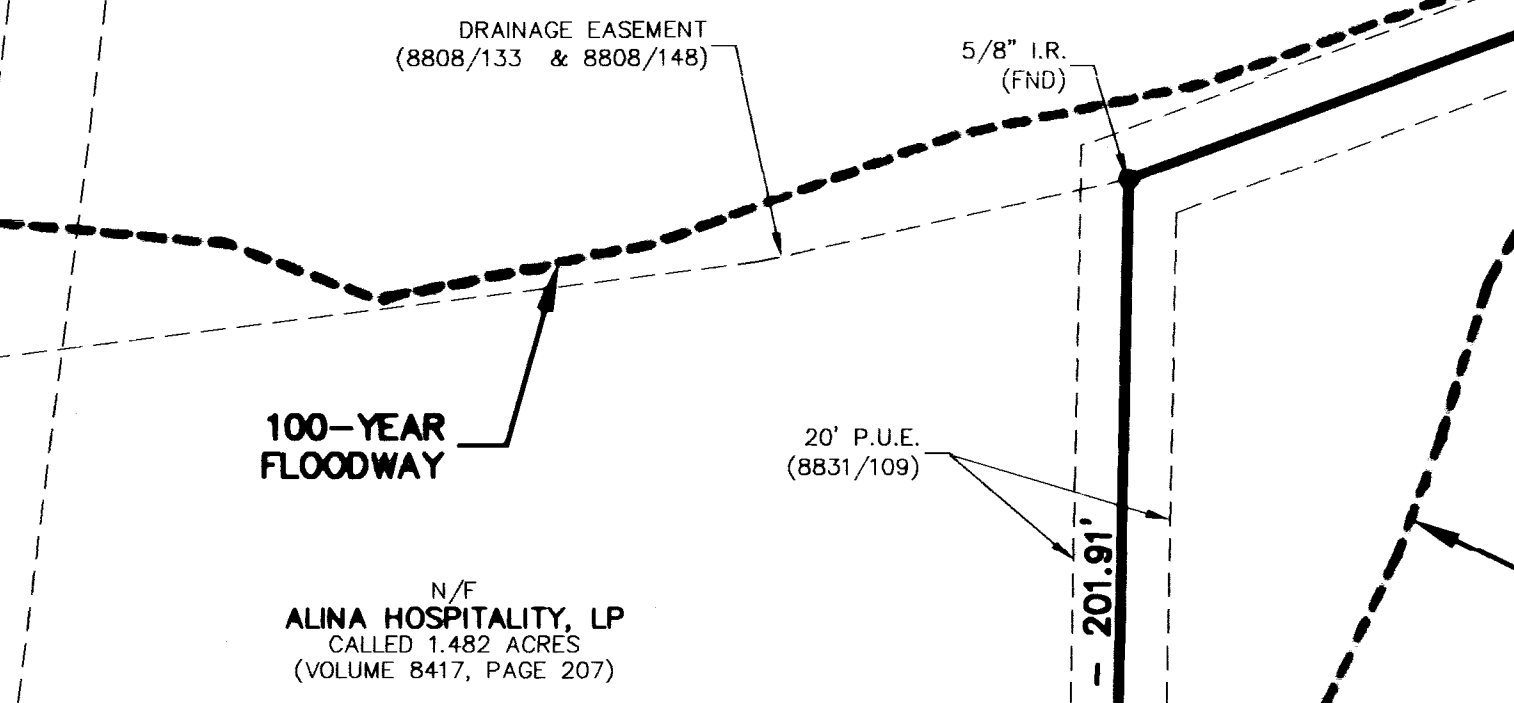 DRAINAGE EASEMENT
(8808/133 & 8808/148)
5/8" I.R.
(FND)
100-YEAR
FLOODWAY
20' P.U.E.
(8831/109)
- 201.91'
N/F
ALINA HOSPITALITY, LP
CALLED 1.482 ACRES
(VOLUME 8417, PAGE 207)